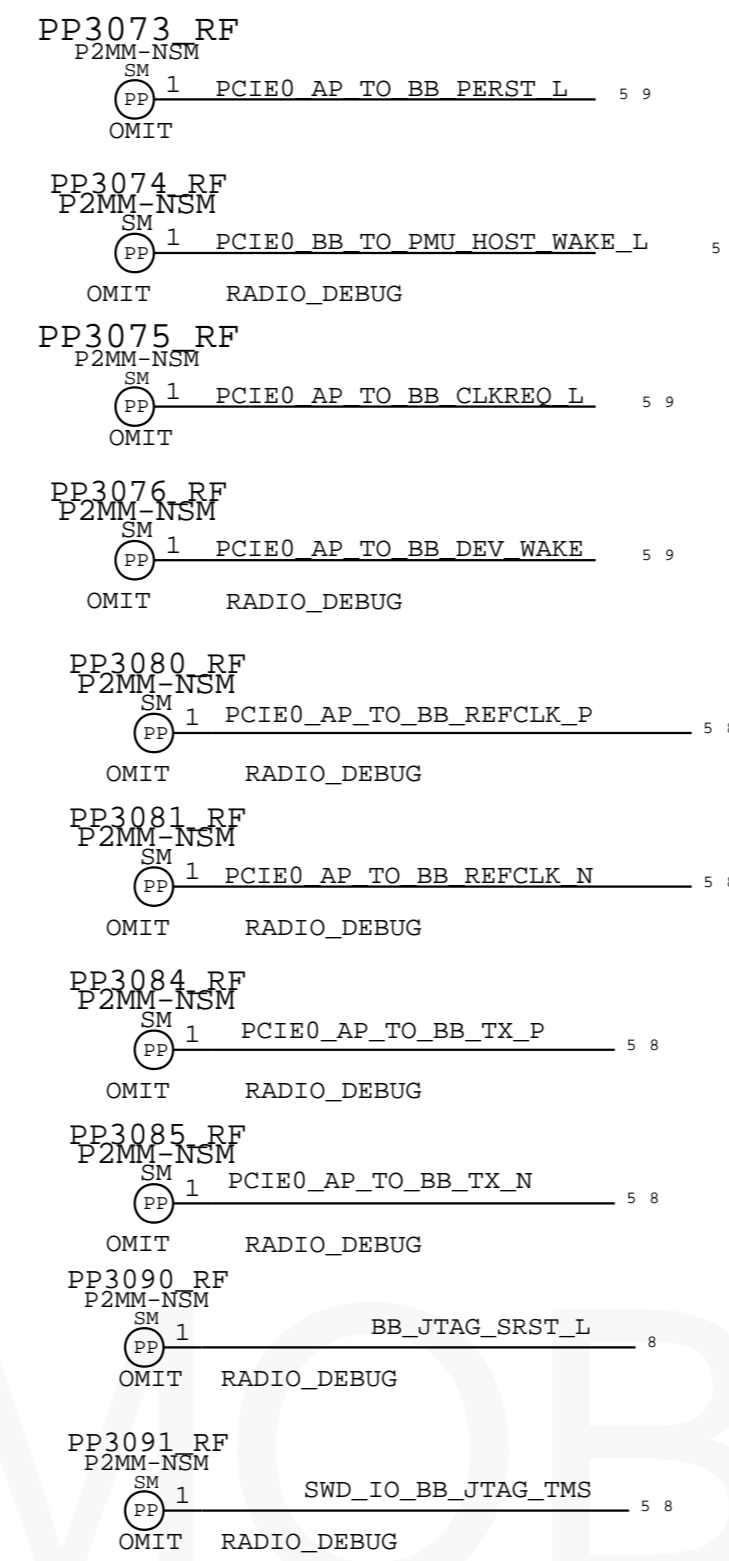 PP3073_RF
P2MM-NSM
SM
PP 1 PCIE0_AP_TO_BB_PERST_L 5 9
OMIT
PP3074_RF
P2MM-NSM
SM
PP 1 PCIE0_BB_TO_PMU_HOST_WAKE_L 5
OMIT RADIO_DEBUG
PP3075_RF
P2MM-NSM
SM
PP 1 PCIE0_AP_TO_BB_CLKREQ_L 5 9
OMIT
PP3076_RF
P2MM-NSM
SM
PP 1 PCIE0_AP_TO_BB_DEV_WAKE 5 9
OMIT RADIO_DEBUG
PP3080_RF
P2MM-NSM
SM
PP 1 PCIE0_AP_TO_BB_REFCLK_P 5 8
OMIT RADIO_DEBUG
PP3081_RF
P2MM-NSM
SM
PP 1 PCIE0_AP_TO_BB_REFCLK_N 5 8
OMIT RADIO_DEBUG
PP3084_RF
P2MM-NSM
SM
PP 1 PCIE0_AP_TO_BB_TX_P 5 8
OMIT RADIO_DEBUG
PP3085_RF
P2MM-NSM
SM
PP 1 PCIE0_AP_TO_BB_TX_N 5 8
OMIT RADIO_DEBUG
PP3090_RF
P2MM-NSM
SM
PP 1 BB_JTAG_SRST_L 8
OMIT RADIO_DEBUG
PP3091_RF
P2MM-NSM
SM
PP 1 SWD_IO_BB_JTAG_TMS 5 8
OMIT RADIO_DEBUG